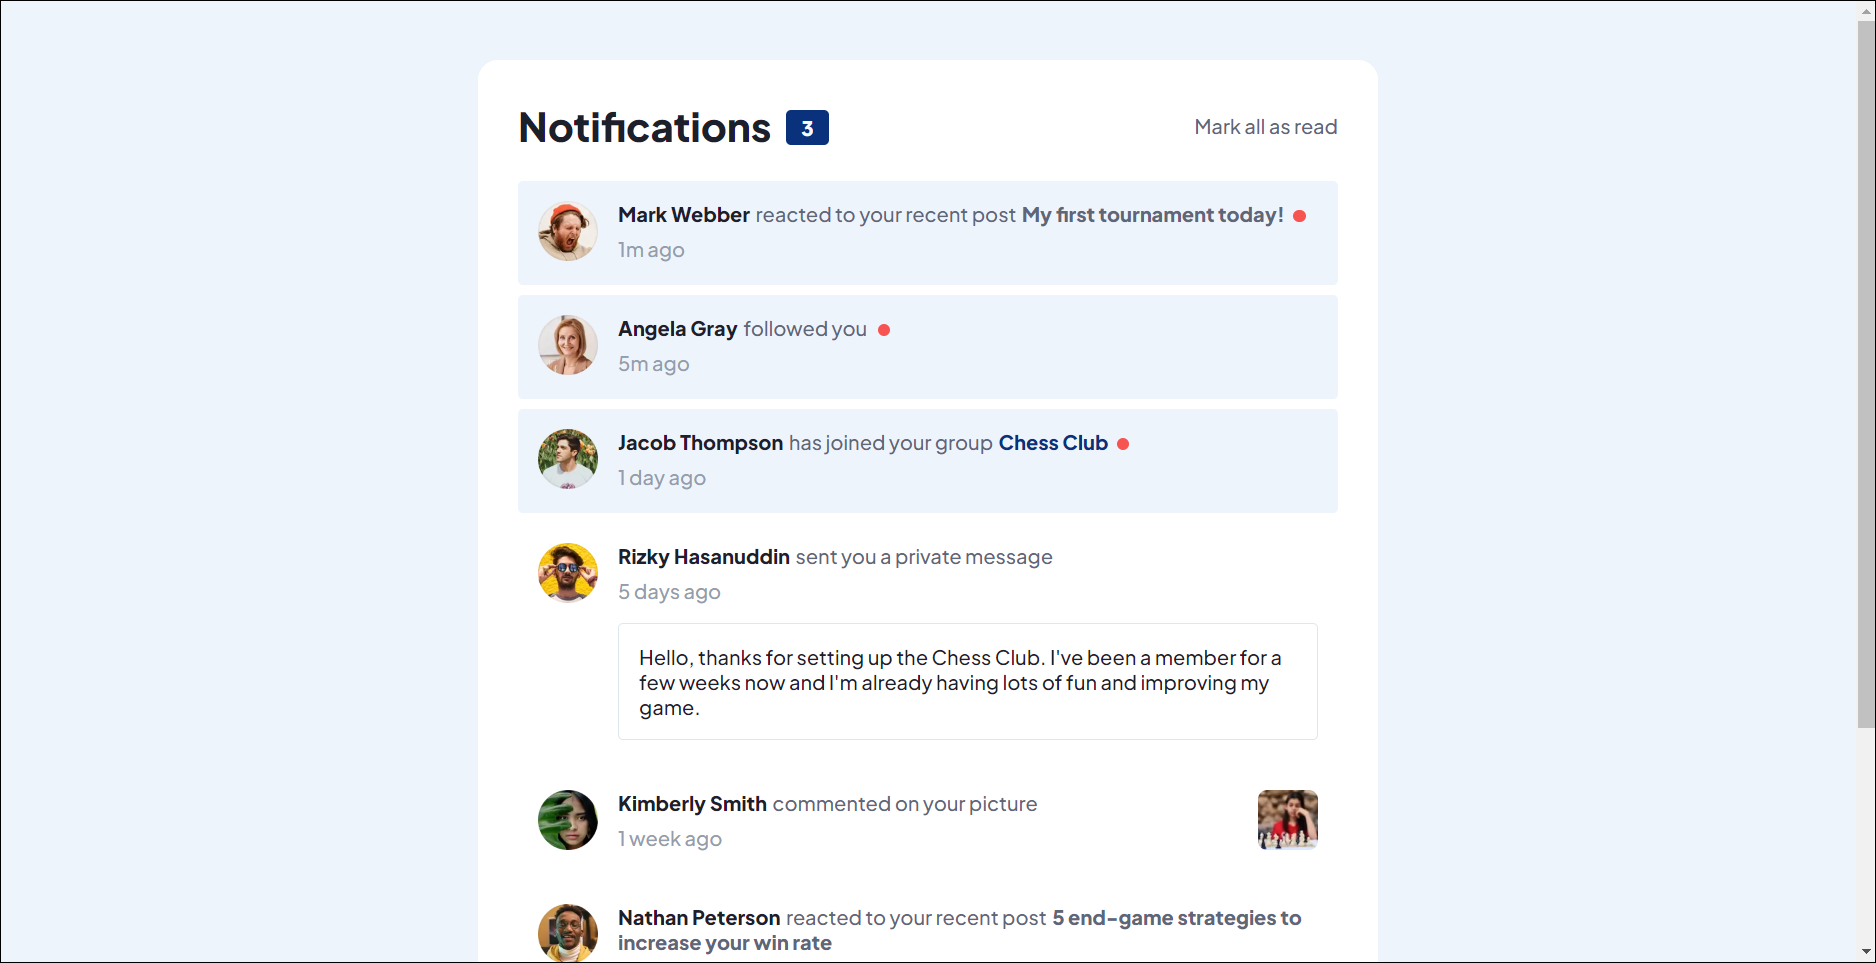 Notifications 3 Mark all as read
Mark Webber reacted to your recent post My first tournament today!
1m ago
Angela Gray followed you
5m ago
Jacob Thompson has joined your group Chess Club
1 day ago
Rizky Hasanuddin sent you a private message
5 days ago
Hello, thanks for setting up the Chess Club. I've been a member for a
few weeks now and I'm already having lots of fun and improving my
game.
Kimberly Smith commented on your picture
1 week ago
Nathan Peterson reacted to your recent post 5 end-game strategies to
increase your win rate